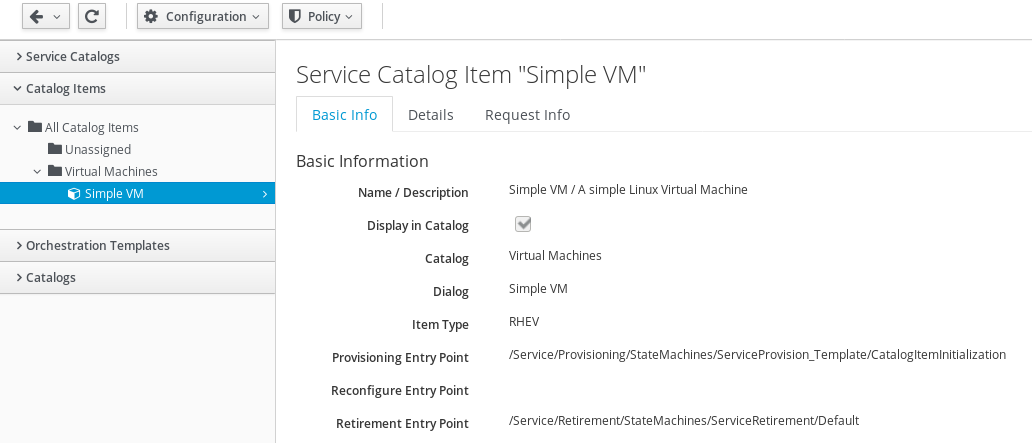 Configuration Policy
Service Catalogs
Catalog Items
All Catalog Items
Unassigned
Virtual Machines
Simple VM
Orchestration Templates
Catalogs
Service Catalog Item "Simple VM"
Basic Info Details Request Info
Basic Information
Name / Description Simple VM / A simple Linux Virtual Machine
Display in Catalog
Catalog Virtual Machines
Dialog Simple VM
Item Type RHEV
Provisioning Entry Point /Service/Provisioning/StateMachines/ServiceProvision_Template/CatalogItemInitialization
Reconfigure Entry Point
Retirement Entry Point /Service/Retirement/StateMachines/ServiceRetirement/Default